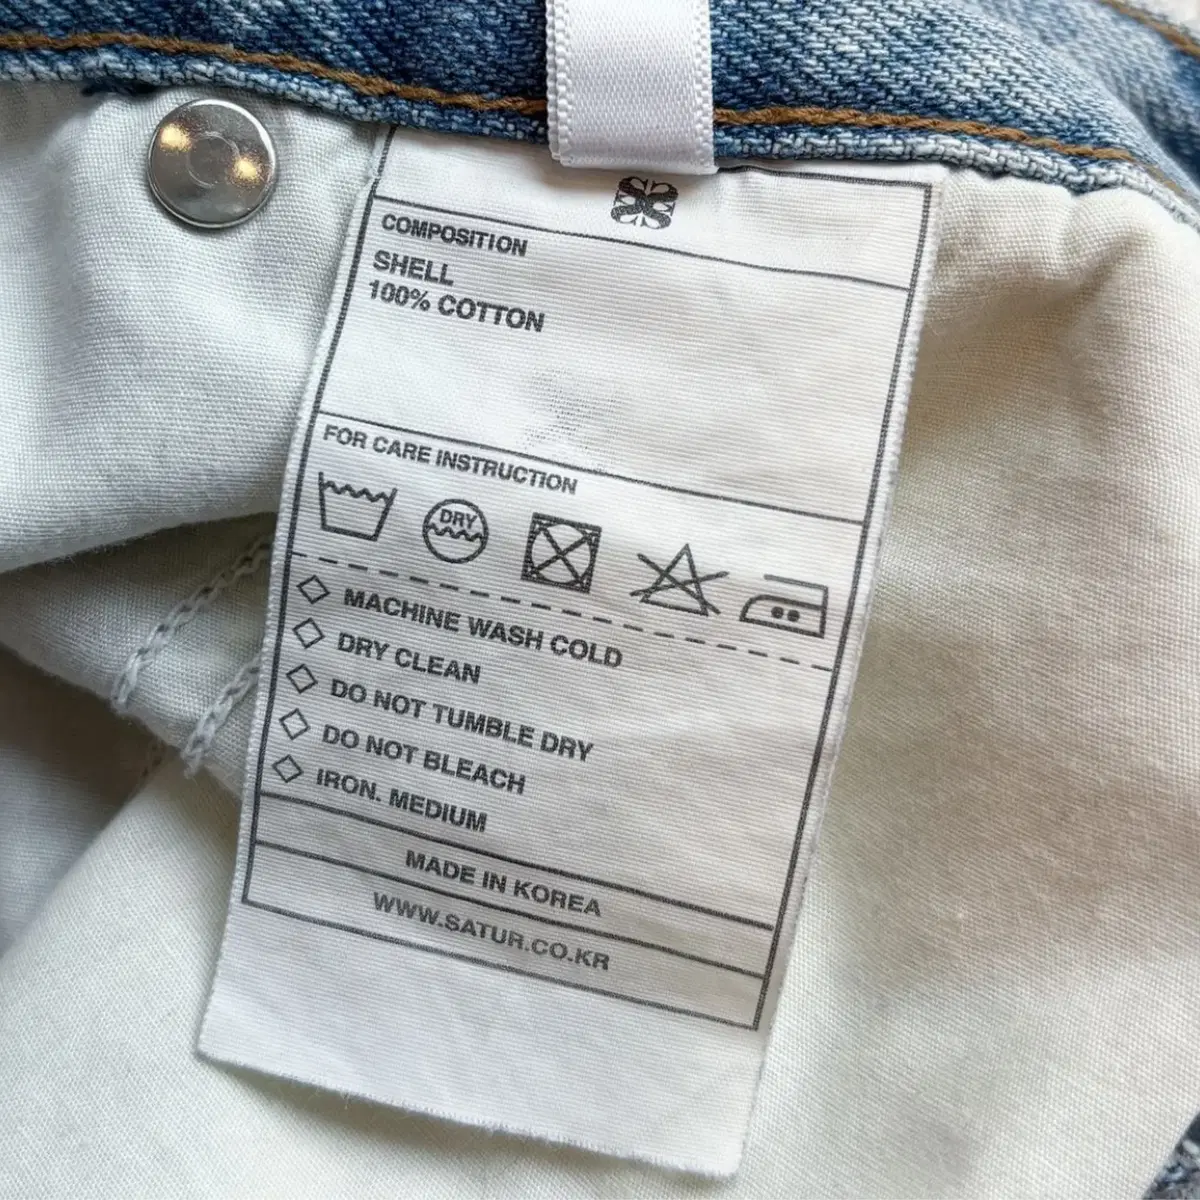 COMPOSITION
SHELL
100% COTTON
FOR CARE INSTRUCTION
DRY
MACHINE WASH COLD
DRY CLEAN
DO NOT TUMBLE DRY
DO NOT BLEACH
IRON. MEDIUM
MADE IN KOREA
WWW.SATUR.CO.KR